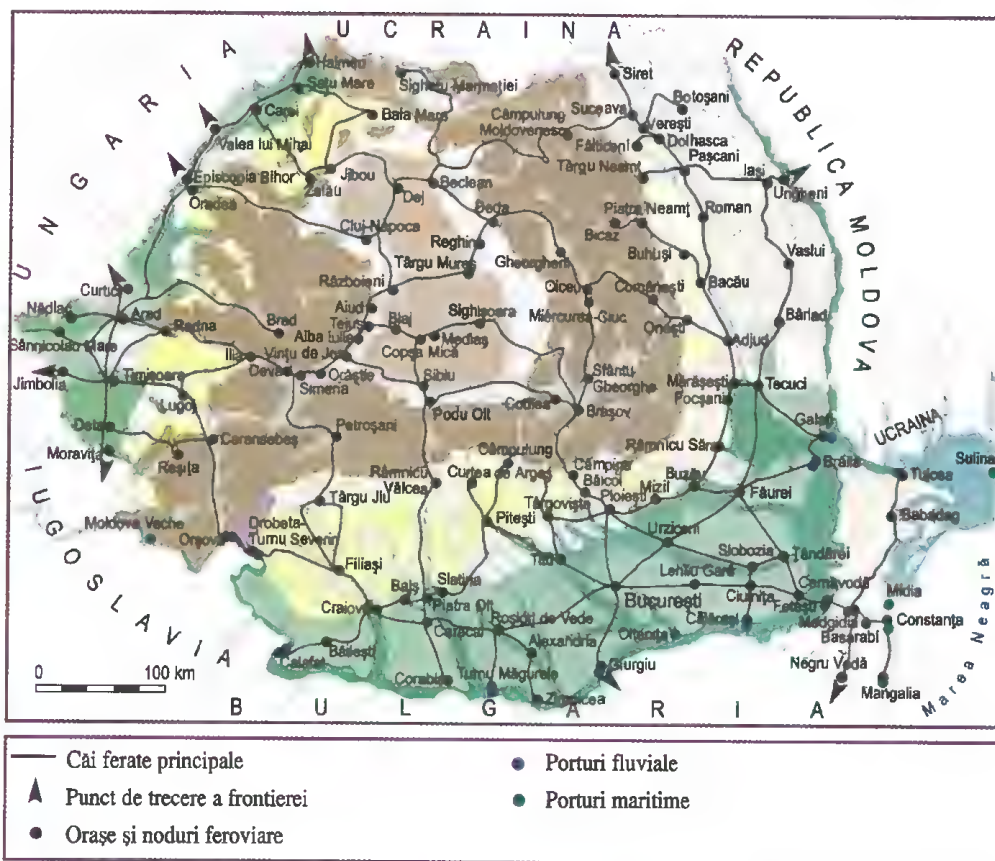 UCRAINA
UNGARIA
REPUBLICA MOLDOVA
Halmeu
Satu Mare
Sighetu Marmației
Siret
Botoșani
Suceava
Carei
Baia Mare
Câmpulung
Moldovenesc
Verești
Dolhasca
Fălticeni
Valea lui Mihai
Pașcani
Târgu Neamț
Iași
Ungheni
Episcopia Bihor
Jibou
Zalău
Oradea
Dej
Beclean
Deda
Piatra Neamț
Roman
Bicaz
Cluj Napoca
Reghin
Târgu Mureș
Gheorgheni
Buhuși
Vaslui
Războieni
Bacău
Curtici
Ciceu
Comănești
Nădlac
Arad
Radna
Brad
Aiud
Teiuș
Blaj
Sighișoara
Miercurea-Ciuc
Onești
Bârlad
Alba
Iulia
Mediaș
Adjud
Sânnicolau Mare
Ilia
Vințu de Jos
Copșa Mică
Jimbolia
Timișoara
Deva
Simeria
Orăștie
Sibiu
Sfântu
Gheorghe
Mărășești
Tecuci
Lugoj
Podu Olt
Codlea
Brașov
Focșani
Deta
Caransebeș
Petroșani
Galați
UCRAINA
Moravița
Reșița
Câmpulung
Râmnicu Săr.
Brăila
Tulcea
Sulina
Râmnicu
Vâlcea
Curtea de
Argeș
Câmpina
Băicoi
Buzău
Mizil
Făurei
Târgu Jiu
Târgoviște
Ploiești
Moldova Veche
Drobeta-
Turnu Severin
Pitești
Babadag
Orșova
Urziceni
IUGOSLAVIA
Filiași
Titu
Slobozia
Țăndărei
Lehliu Gară
Balș
Slatina
București
Ciulnița
Cernavodă
Midia
Craiova
Piatra Olt
Fetești
Medgidia
Constanța
Caracal
Roșiori de Vede
Călărași
Basarabi
Alexandria
Oltenița
Băilești
Negru Vodă
Calafat
Giurgiu
Corabia
Turnu Măgurele
Mangalia
Zimnicea
Marea Neagră
0 100 km
BULGARIA
Căi ferate principale
Punct de trecere a frontierei
Orașe și noduri feroviare
Porturi fluviale
Porturi maritime